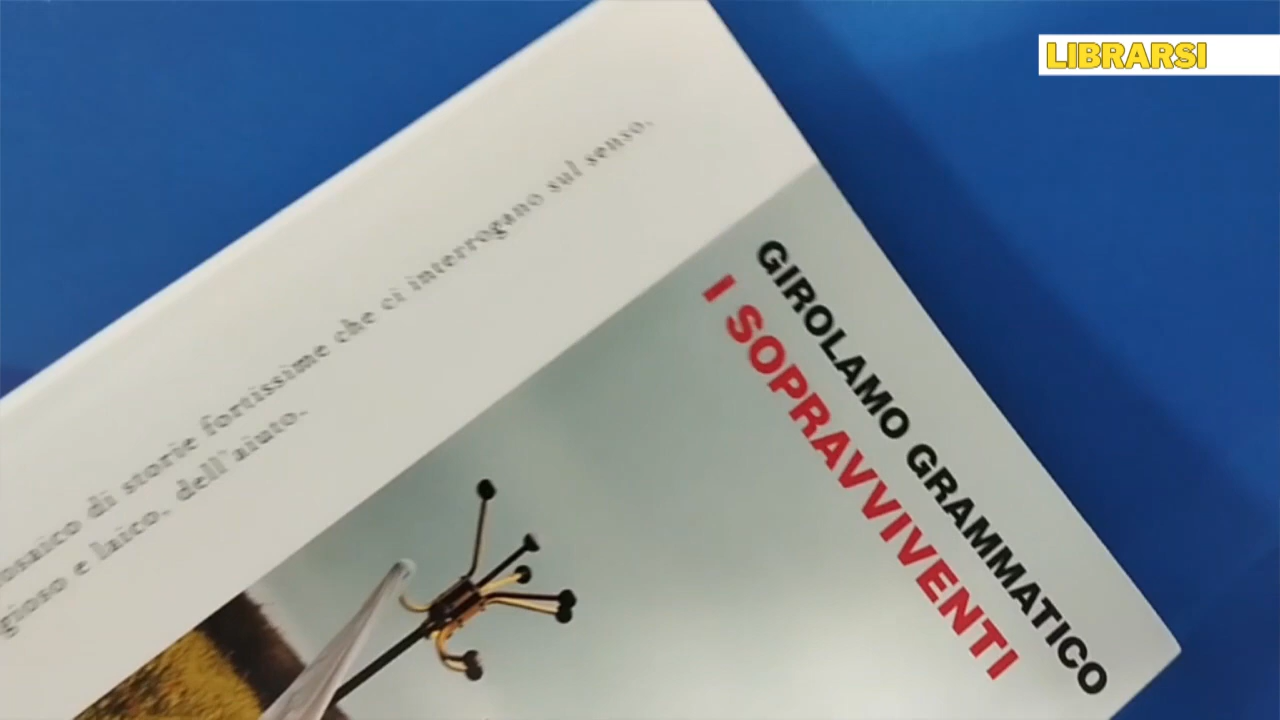 LIBRARSI
osaico di storie fortissime che ci interrogano sul senso,
gioso e laico, dell'aiuto.
GIROLAMO GRAMMATICO
I SOPRAVVIVENTI